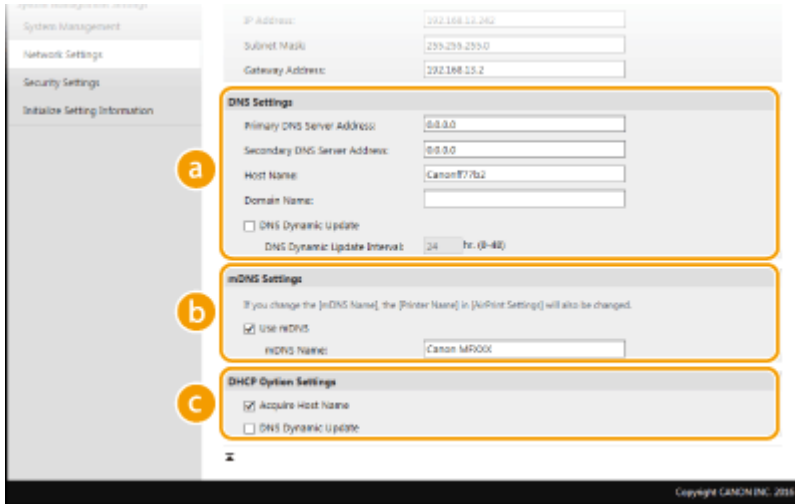 System Management Settings
System Management
Network Settings
Security Settings
Initialize Setting Information
IP Address: 192.168.13.242
Subnet Mask: 255.255.255.0
Gateway Address: 192.168.13.2
a
DNS Settings
Primary DNS Server Address: 0.0.0.0
Secondary DNS Server Address: 0.0.0.0
Host Name: Canonff77b2
Domain Name:
DNS Dynamic Update
DNS Dynamic Update Interval: 24 hr. (0-48)
b
mDNS Settings
If you change the [mDNS Name], the [Printer Name] in [AirPrint Settings] will also be changed.
Use mDNS
mDNS Name: Canon MFXXX
c
DHCP Option Settings
Acquire Host Name
DNS Dynamic Update
Copyright CANON INC. 2016